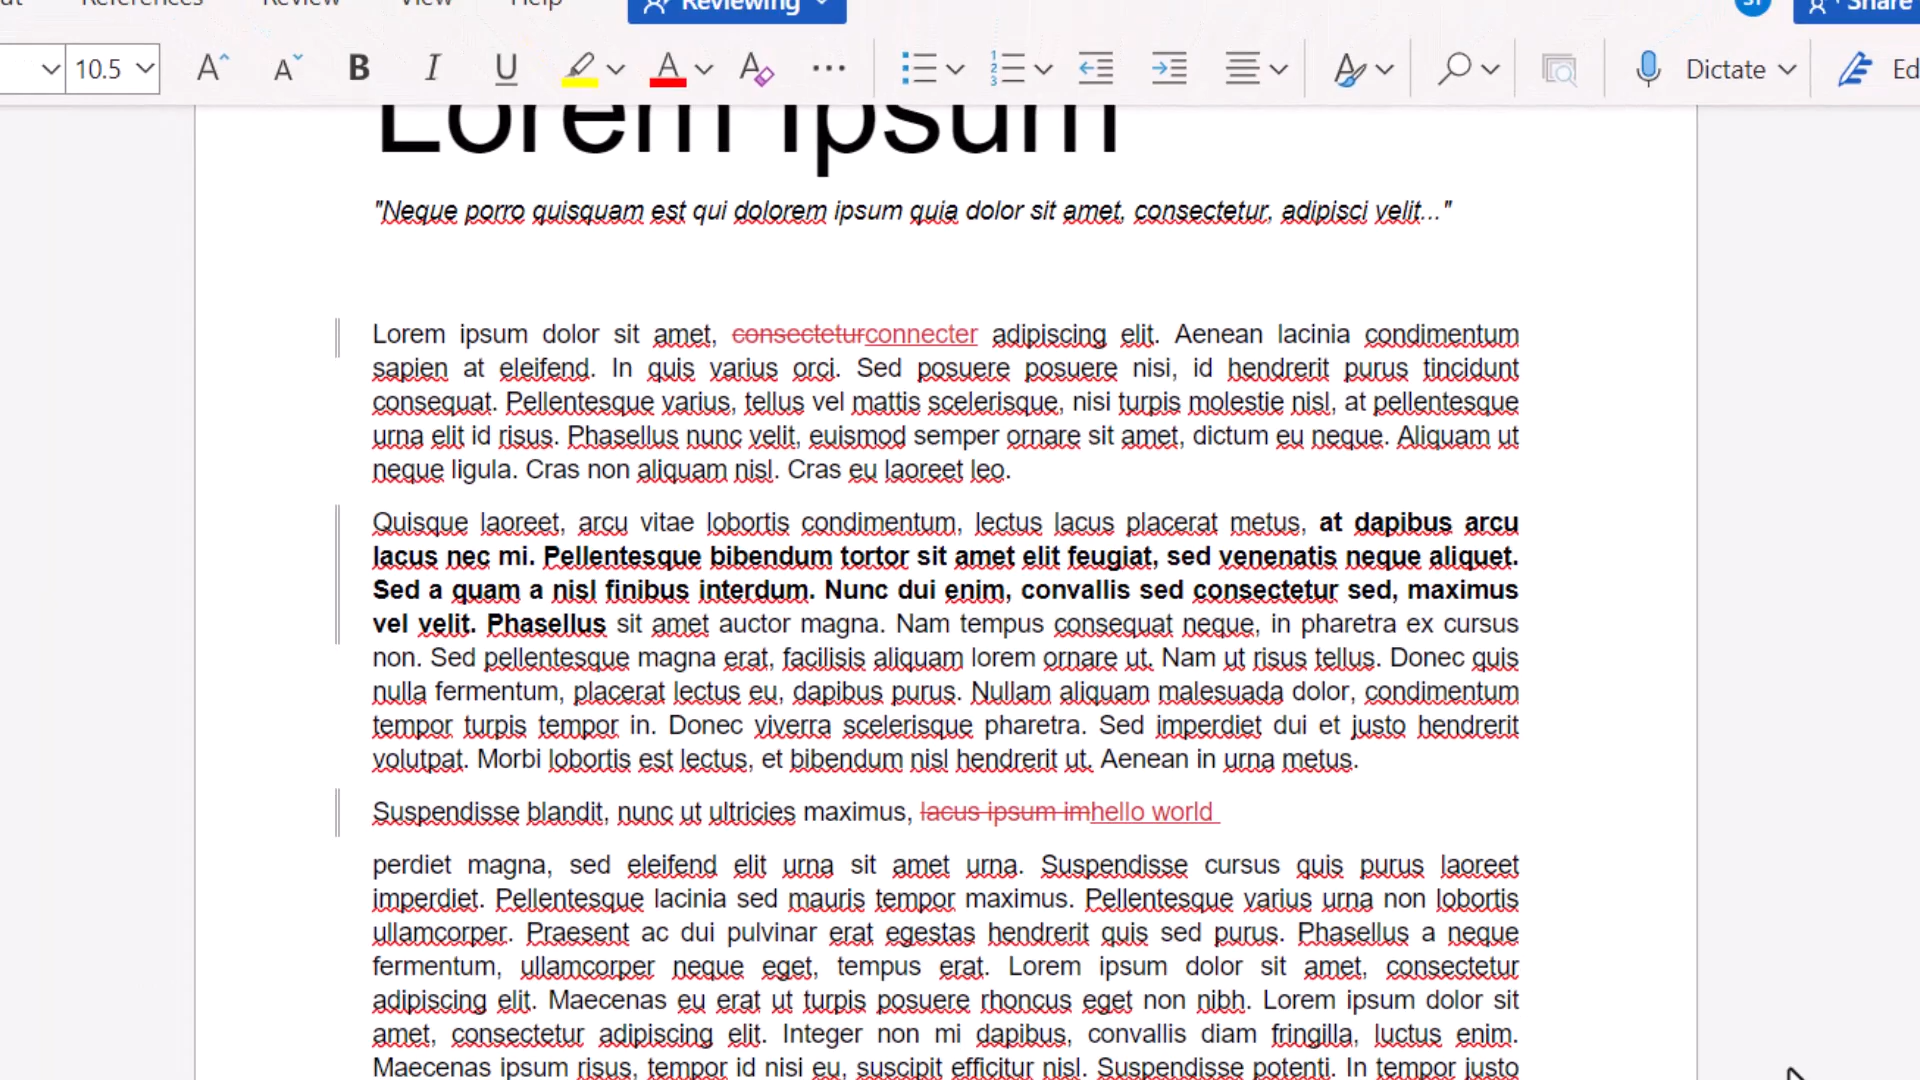 References Review View Help Reviewing Share
10.5 A A B I U A A Dictate Ed
Lorem Ipsum
"Neque porro quisquam est qui dolorem ipsum quia dolor sit amet, consectetur, adipisci velit..."
Lorem ipsum dolor sit amet, consecteturconnecter adipiscing elit. Aenean lacinia condimentum
sapien at eleifend. In quis varius orci. Sed posuere posuere nisi, id hendrerit purus tincidunt
consequat. Pellentesque varius, tellus vel mattis scelerisque, nisi turpis molestie nisl, at pellentesque
urna elit id risus. Phasellus nunc velit, euismod semper ornare sit amet, dictum eu neque. Aliquam ut
neque ligula. Cras non aliquam nisl. Cras eu laoreet leo.
Quisque laoreet, arcu vitae lobortis condimentum, lectus lacus placerat metus, at dapibus arcu
lacus nec mi. Pellentesque bibendum tortor sit amet elit feugiat, sed venenatis neque aliquet.
Sed a quam a nisl finibus interdum. Nunc dui enim, convallis sed consectetur sed, maximus
vel velit. Phasellus sit amet auctor magna. Nam tempus consequat neque, in pharetra ex cursus
non. Sed pellentesque magna erat, facilisis aliquam lorem ornare ut. Nam ut risus tellus. Donec quis
nulla fermentum, placerat lectus eu, dapibus purus. Nullam aliquam malesuada dolor, condimentum
tempor turpis tempor in. Donec viverra scelerisque pharetra. Sed imperdiet dui et justo hendrerit
volutpat. Morbi lobortis est lectus, et bibendum nisl hendrerit ut. Aenean in urna metus.
Suspendisse blandit, nunc ut ultricies maximus, lacus ipsum imhello world
perdiet magna, sed eleifend elit urna sit amet urna. Suspendisse cursus quis purus laoreet
imperdiet. Pellentesque lacinia sed mauris tempor maximus. Pellentesque varius urna non lobortis
ullamcorper. Praesent ac dui pulvinar erat egestas hendrerit quis sed purus. Phasellus a neque
fermentum, ullamcorper neque eget, tempus erat. Lorem ipsum dolor sit amet, consectetur
adipiscing elit. Maecenas eu erat ut turpis posuere rhoncus eget non nibh. Lorem ipsum dolor sit
amet, consectetur adipiscing elit. Integer non mi dapibus, convallis diam fringilla, luctus enim.
Maecenas ipsum risus, tempor id nisi eu, suscipit efficitur nisl. Suspendisse potenti. In tempor justo